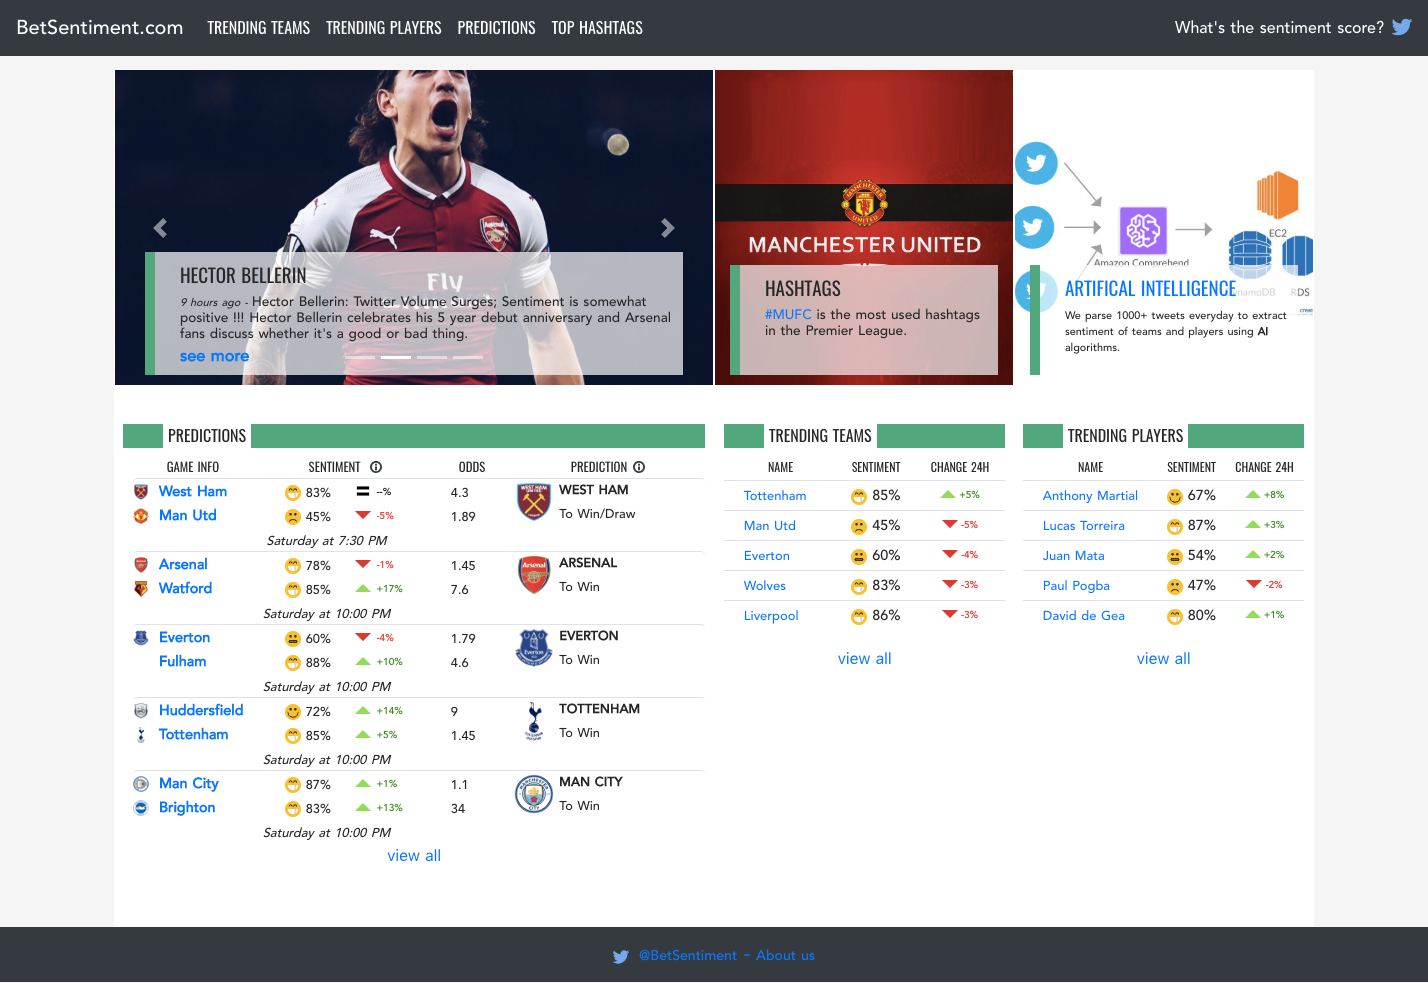 BetSentiment.com TRENDING TEAMS TRENDING PLAYERS PREDICTIONS TOP HASHTAGS What's the sentiment score?
Arsenal
Fly
HECTOR BELLERIN
9 hours ago - Hector Bellerin: Twitter Volume Surges; Sentiment is somewhat
positive !!! Hector Bellerin celebrates his 5 year debut anniversary and Arsenal
fans discuss whether it's a good or bad thing.
see more
MANCHESTER
UNITED
MANCHESTER UNITED
HASHTAGS
#MUFC is the most used hashtags
in the Premier League.
EC2
Amazon Comprehend
RDS
ARTIFICAL INTELLIGENCE
We parse 1000+ tweets everyday to extract
sentiment of teams and players using AI
algorithms.
PREDICTIONS
GAME INFO SENTIMENT ODDS PREDICTION
West Ham 83% --% 4.3 WEST HAM
Man Utd 45% -5% 1.89 To Win/Draw
Saturday at 7:30 PM
Arsenal 78% -1% 1.45 ARSENAL
Watford 85% +17% 7.6 To Win
Saturday at 10:00 PM
Everton 60% -4% 1.79 EVERTON
Fulham 88% +10% 4.6 To Win
Saturday at 10:00 PM
Huddersfield 72% +14% 9 TOTTENHAM
Tottenham 85% +5% 1.45 To Win
Saturday at 10:00 PM
Man City 87% +1% 1.1 MAN CITY
Brighton 83% +13% 34 To Win
Saturday at 10:00 PM
view all
TRENDING TEAMS
NAME SENTIMENT CHANGE 24H
Tottenham 85% +5%
Man Utd 45% -5%
Everton 60% -4%
Wolves 83% -3%
Liverpool 86% -3%
view all
TRENDING PLAYERS
NAME SENTIMENT CHANGE 24H
Anthony Martial 67% +8%
Lucas Torreira 87% +3%
Juan Mata 54% +2%
Paul Pogba 47% -2%
David de Gea 80% +1%
view all
@BetSentiment - About us